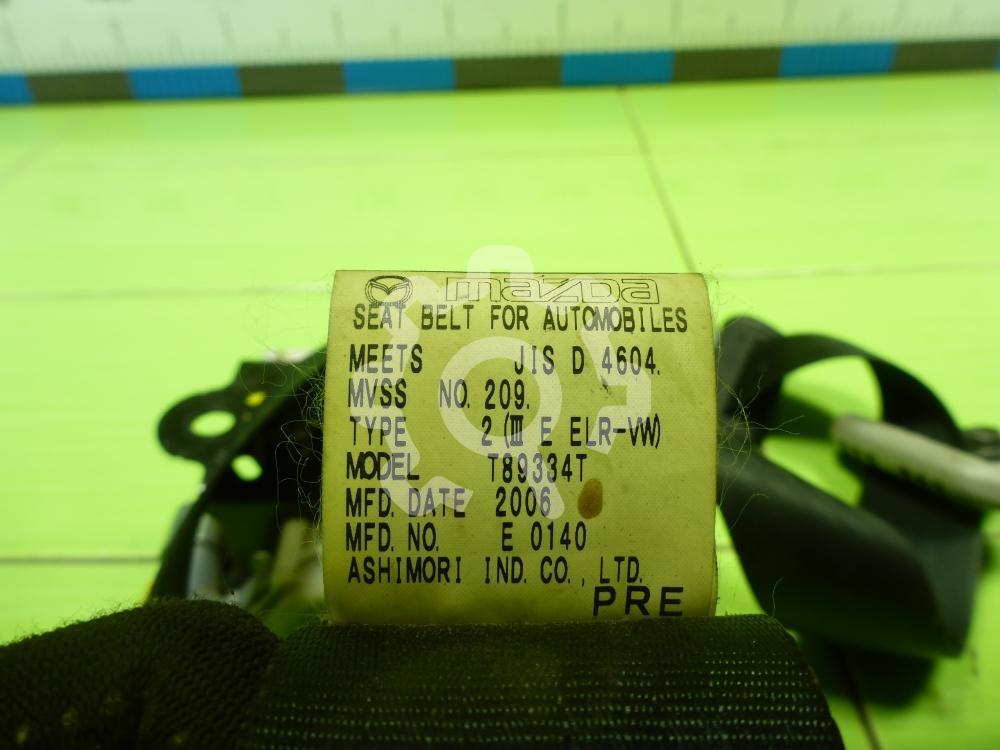 mazda
SEAT BELT FOR AUTOMOBILES
MEETS JIS D 4604.
MVSS NO. 209.
TYPE 2 (Ⅲ E ELR-VW)
MODEL T89334T
MFD. DATE 2006
MFD. NO. E 0140
ASHIMORI IND. CO., LTD.
PRE